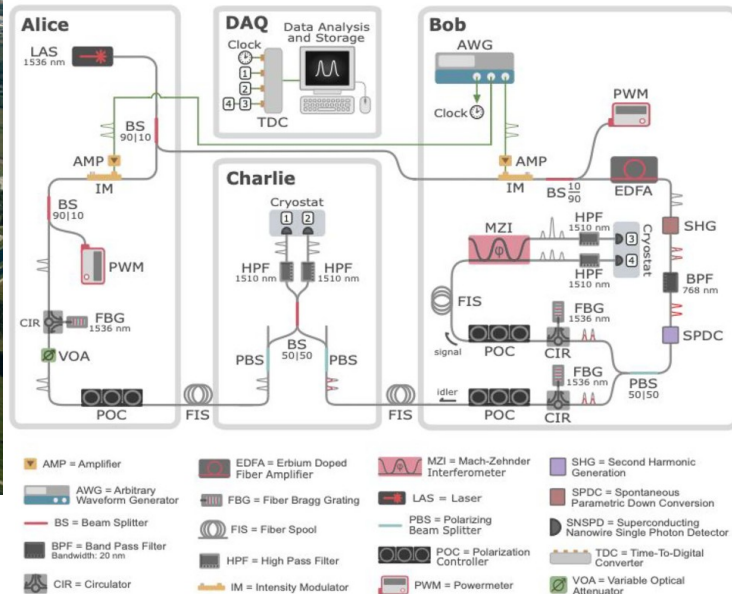 Alice
LAS
1536 nm
BS
90|10
AMP
IM
BS
90|10
PWM
CIR
FBG
1536 nm
VOA
POC
FIS
DAQ
Clock
Data Analysis
and Storage
1
2
4
3
TDC
Charlie
Cryostat
1
2
HPF
1510 nm
HPF
1510 nm
BS
50|50
PBS
PBS
FIS
Bob
AWG
Clock
PWM
AMP
IM
BS 10
90
EDFA
MZI
φ
HPF
1510 nm
3
4
Cryostat
HPF
1510 nm
SHG
BPF
768 nm
SPDC
FIS
signal
POC
FBG
1536 nm
CIR
PBS
50|50
idler
POC
FBG
1536 nm
CIR
AMP = Amplifier
AWG = Arbitrary
Waveform Generator
BS = Beam Splitter
BPF = Band Pass Filter
Bandwidth: 20 nm
CIR = Circulator
EDFA = Erbium Doped
Fiber Amplifier
FBG = Fiber Bragg Grating
FIS = Fiber Spool
HPF = High Pass Filter
IM = Intensity Modulator
MZI = Mach-Zehnder
Interferometer
LAS = Laser
PBS = Polarizing
Beam Splitter
POC = Polarization
Controller
PWM = Powermeter
SHG = Second Harmonic
Generation
SPDC = Spontaneous
Parametric Down Conversion
SNSPD = Superconducting
Nanowire Single Photon Detector
TDC = Time-To-Digital
Converter
VOA = Variable Optical
Attenuator